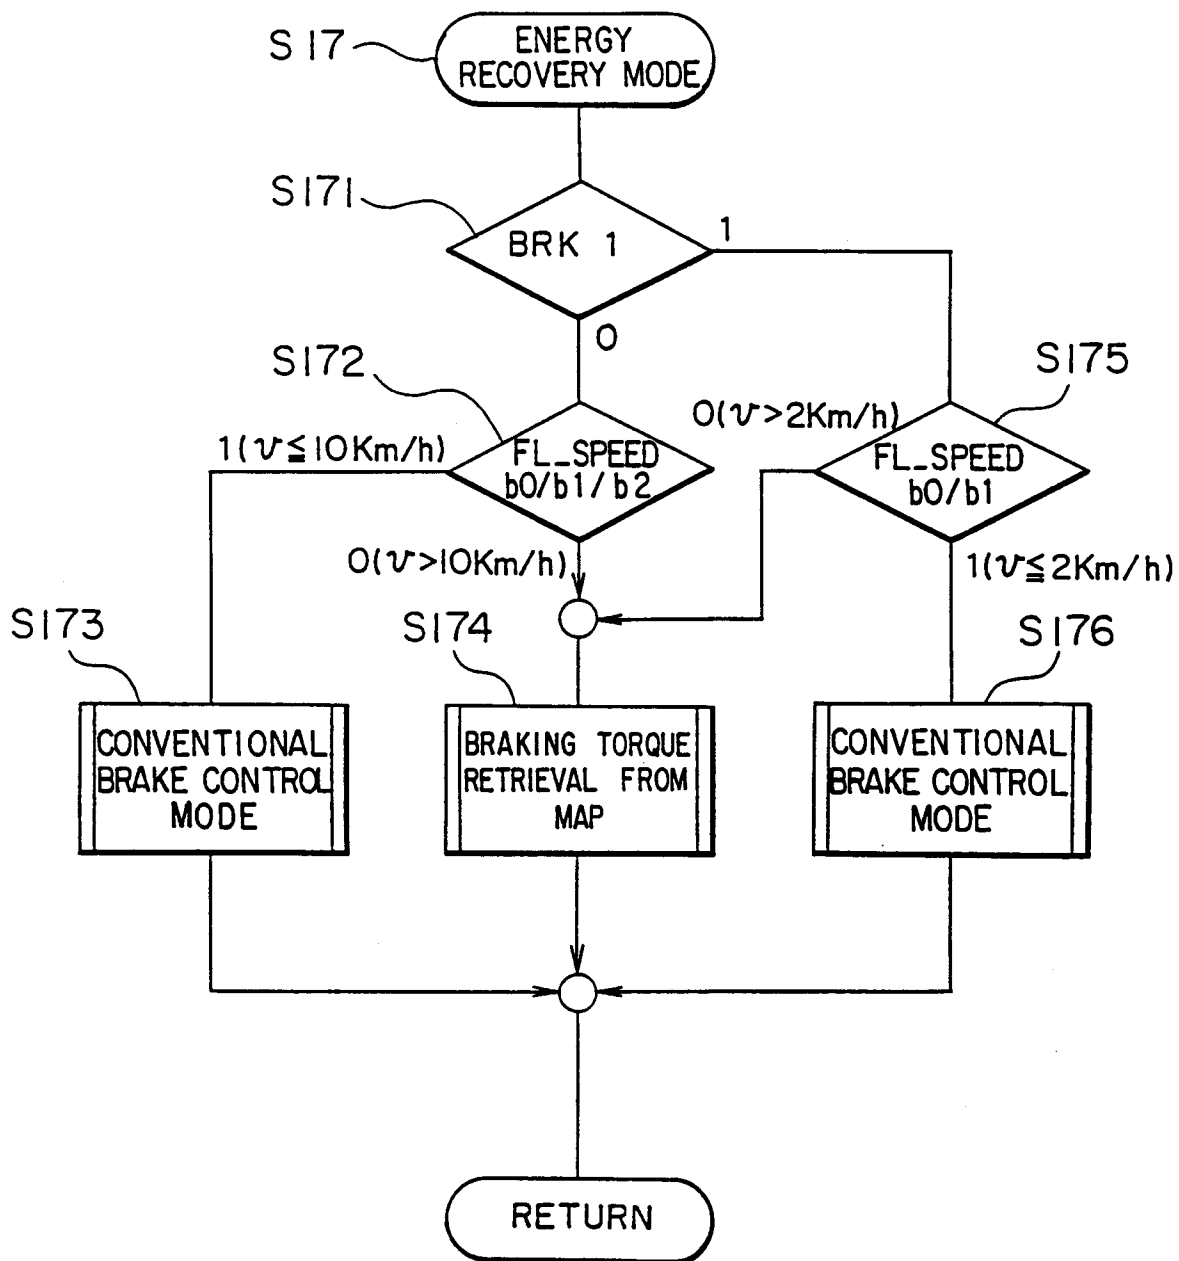 S17
ENERGY
RECOVERY MODE
S171
BRK 1
1
0
S172
S175
1(v≦10Km/h)
FL_SPEED
b0/b1/b2
0(v>2Km/h)
FL_SPEED
b0/b1
0(v>10Km/h)
1(v≦2Km/h)
S173
S174
S176
CONVENTIONAL
BRAKE CONTROL
MODE
BRAKING TORQUE
RETRIEVAL FROM
MAP
CONVENTIONAL
BRAKE CONTROL
MODE
RETURN